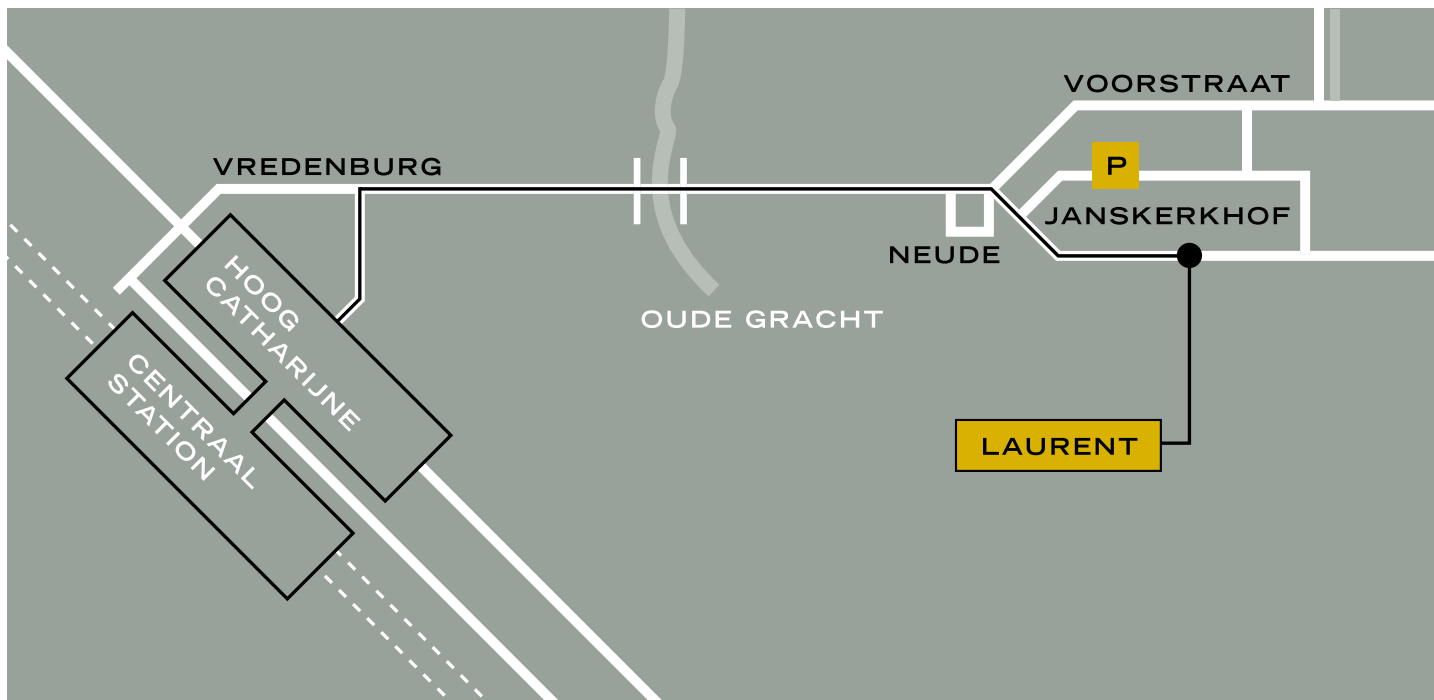 VOORSTRAAT
VREDENBURG
P
JANSKERKHOF
NEUDE
HOOG
CATHARIJNE
OUDE GRACHT
CENTRAAL
STATION
LAURENT